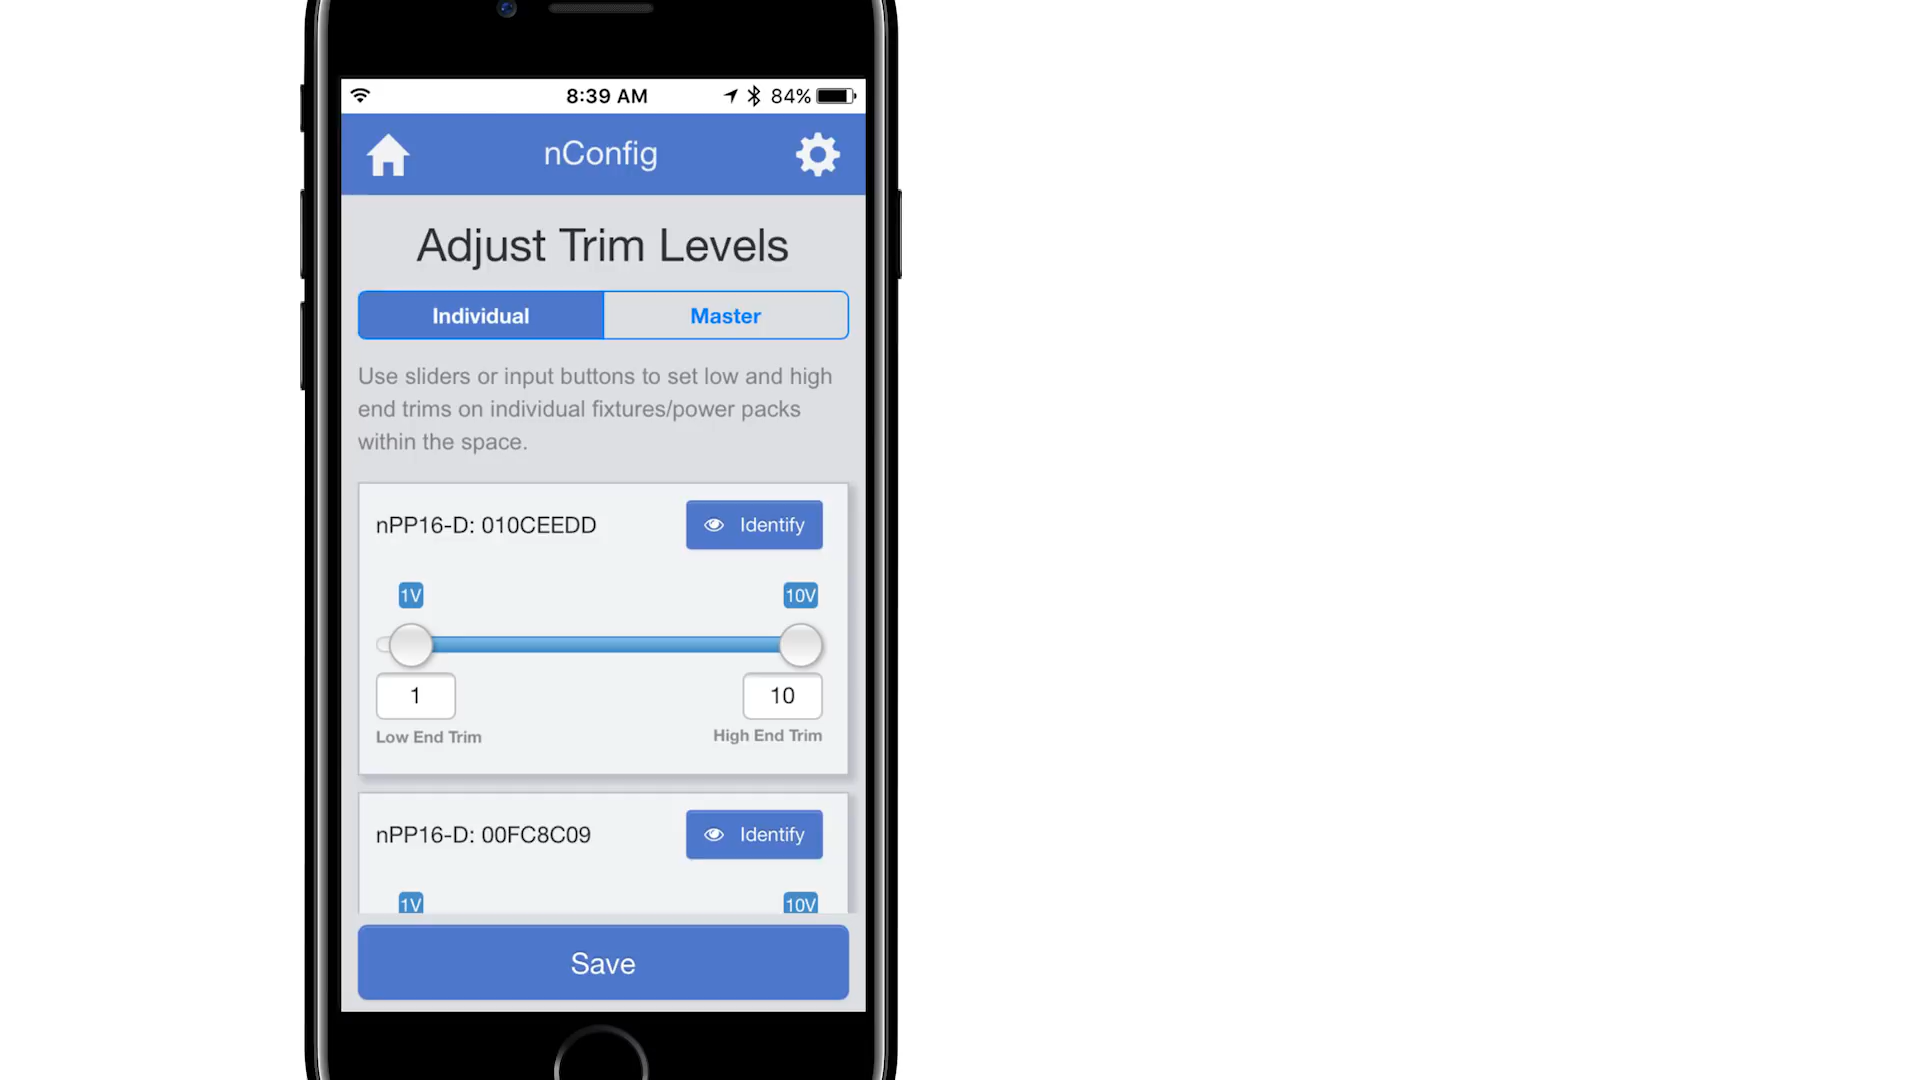 8:39 AM 84%
nConfig
Adjust Trim Levels
Individual Master
Use sliders or input buttons to set low and high
end trims on individual fixtures/power packs
within the space.
nPP16-D: 010CEEDD Identify
1V 10V
1 10
Low End Trim High End Trim
nPP16-D: 00FC8C09 Identify
1V 10V
Save